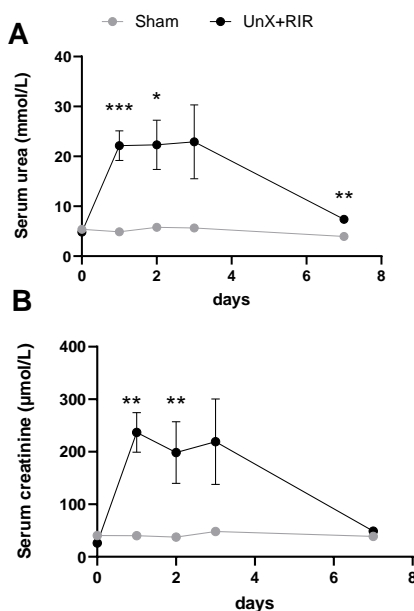 Sham UnX+RIR
A
Serum urea (mmol/L)
40
30
20
10
0
*** * **
0 2 4 6 8
days
B
Serum creatinine (µmol/L)
400
300
200
100
0
** **
0 2 4 6 8
days